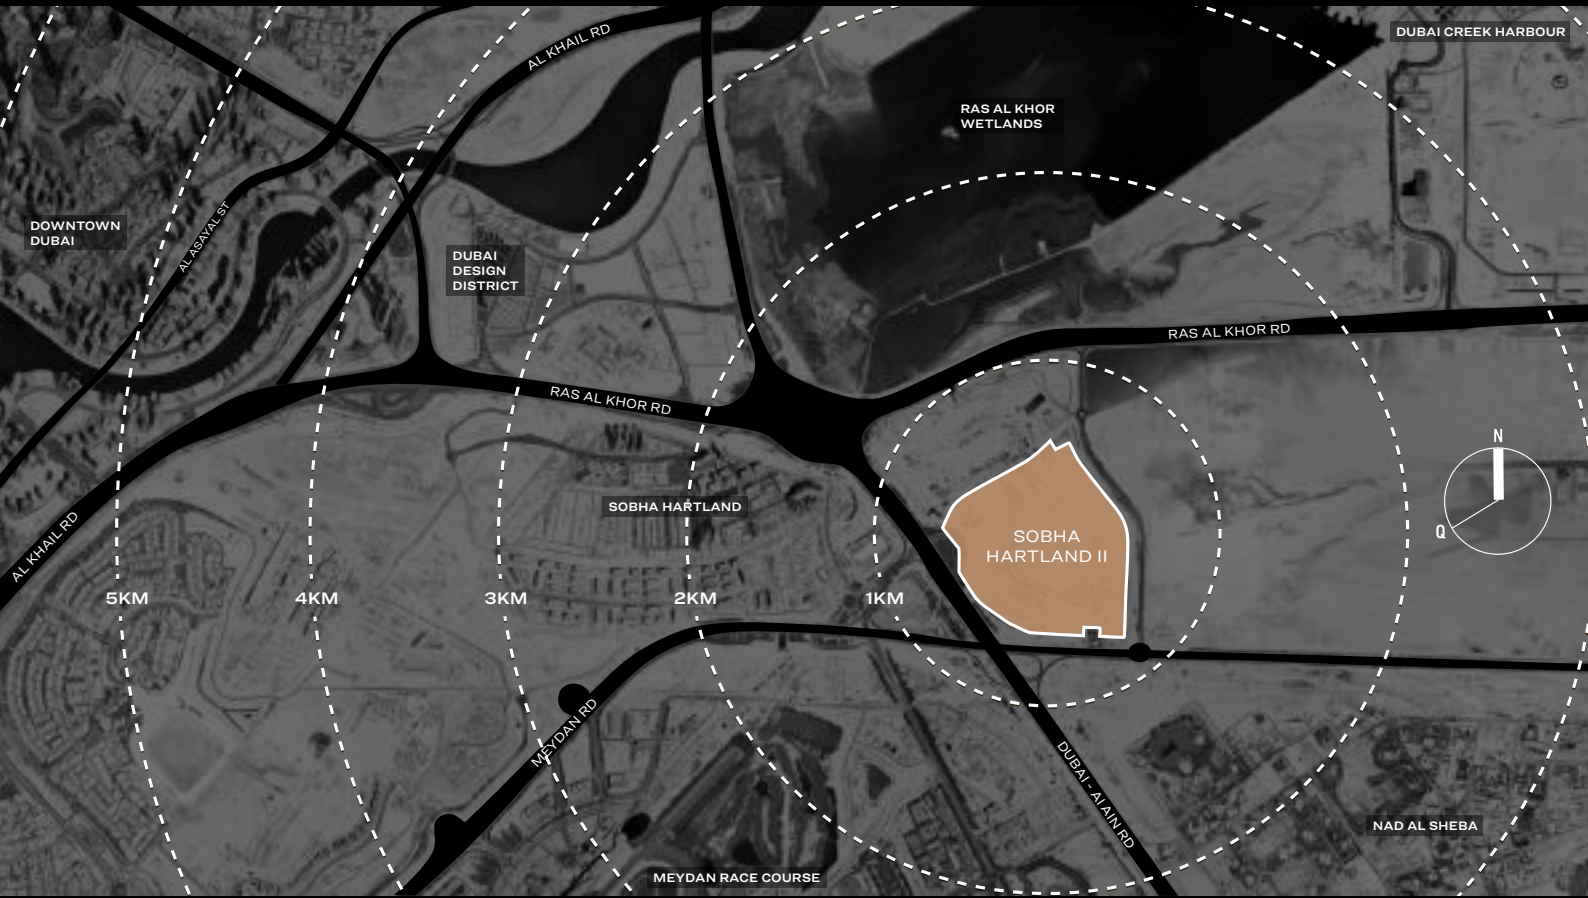 DUBAI CREEK HARBOUR
AL KHAIL RD
RAS AL KHOR
WETLANDS
DOWNTOWN
DUBAI
AL ASAYAL ST
DUBAI
DESIGN
DISTRICT
RAS AL KHOR RD
RAS AL KHOR RD
N
Q
SOBHA HARTLAND
SOBHA
HARTLAND II
AL KHAIL RD
5KM
4KM
3KM
2KM
1KM
MEYDAN RD
DUBAI - AI AIN RD
NAD AL SHEBA
MEYDAN RACE COURSE